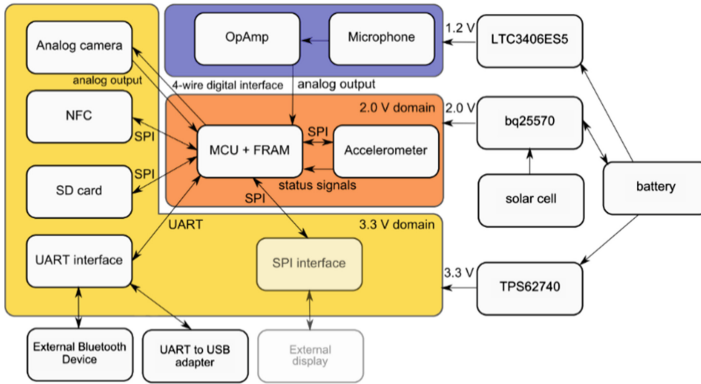 Analog camera
OpAmp
Microphone
1.2 V
LTC3406ES5
analog output
4-wire digital interface
analog output
NFC
SPI
2.0 V domain
2.0 V
bq25570
MCU + FRAM
SPI
Accelerometer
status signals
SPI
SD card
SPI
solar cell
battery
UART
3.3 V domain
UART interface
SPI interface
3.3 V
TPS62740
External Bluetooth
Device
UART to USB
adapter
External
display